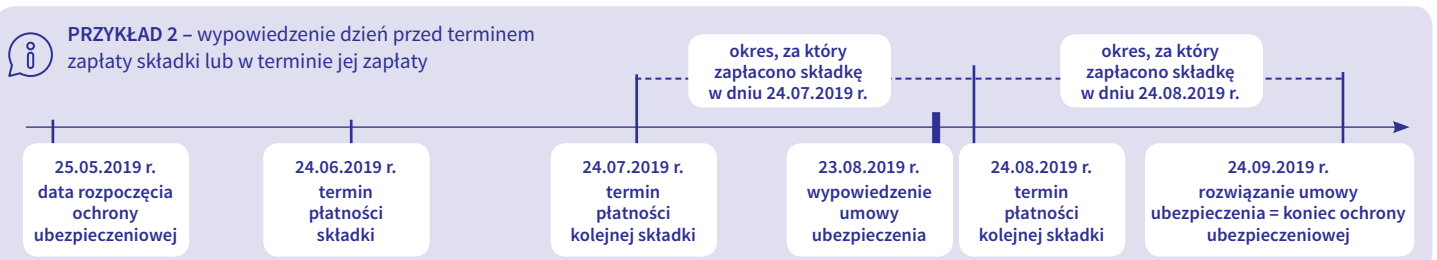 PRZYKŁAD 2 – wypowiedzenie dzień przed terminem
zapłaty składki lub w terminie jej zapłaty
okres, za który
zapłacono składkę
w dniu 24.07.2019 r.
okres, za który
zapłacono składkę
w dniu 24.08.2019 r.
25.05.2019 r.
data rozpoczęcia
ochrony
ubezpieczeniowej
24.06.2019 r.
termin
płatności
składki
24.07.2019 r.
termin
płatności
kolejnej składki
23.08.2019 r.
wypowiedzenie
umowy
ubezpieczenia
24.08.2019 r.
termin
płatności
kolejnej składki
24.09.2019 r.
rozwiązanie umowy
ubezpieczenia = koniec ochrony
ubezpieczeniowej